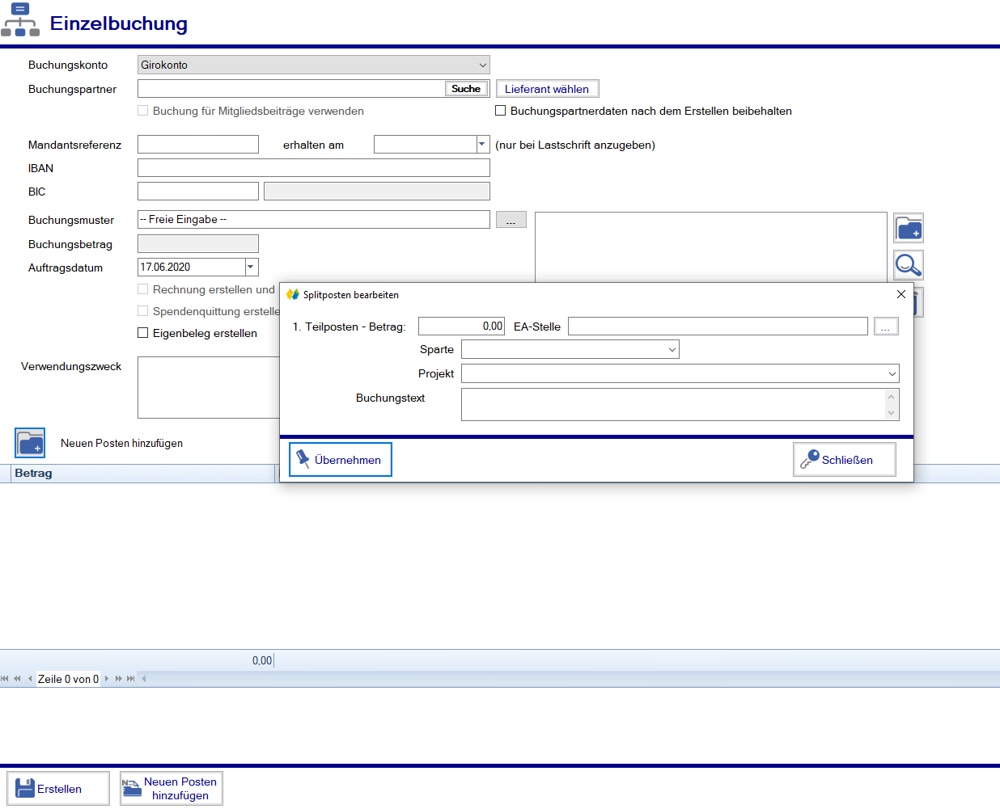 Einzelbuchung
Buchungskonto Girokonto
Buchungspartner Suche Lieferant wählen
Buchung für Mitgliedsbeiträge verwenden Buchungspartnerdaten nach dem Erstellen beibehalten
Mandantsreferenz erhalten am (nur bei Lastschrift anzugeben)
IBAN
BIC
Buchungsmuster -- Freie Eingabe -- ...
Buchungsbetrag
Auftragsdatum 17.06.2020
Rechnung erstellen und
Spendenquittung erstelle
Eigenbeleg erstellen
Verwendungszweck
Splitposten bearbeiten
1. Teilposten - Betrag: 0,00 EA-Stelle ...
Sparte
Projekt
Buchungstext
Übernehmen Schließen
Neuen Posten hinzufügen
Betrag
0,00
Zeile 0 von 0
Erstellen
Neuen Posten
hinzufügen